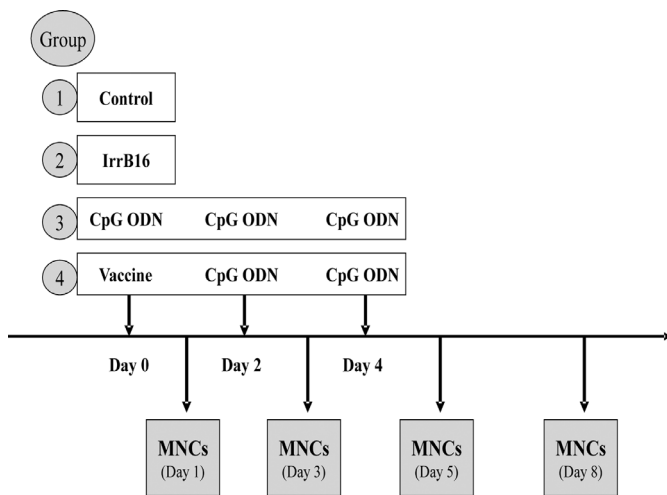 Group
1 Control
2 IrrB16
3 CpG ODN CpG ODN CpG ODN
4 Vaccine CpG ODN CpG ODN
Day 0 Day 2 Day 4
MNCs MNCs MNCs MNCs
(Day 1) (Day 3) (Day 5) (Day 8)